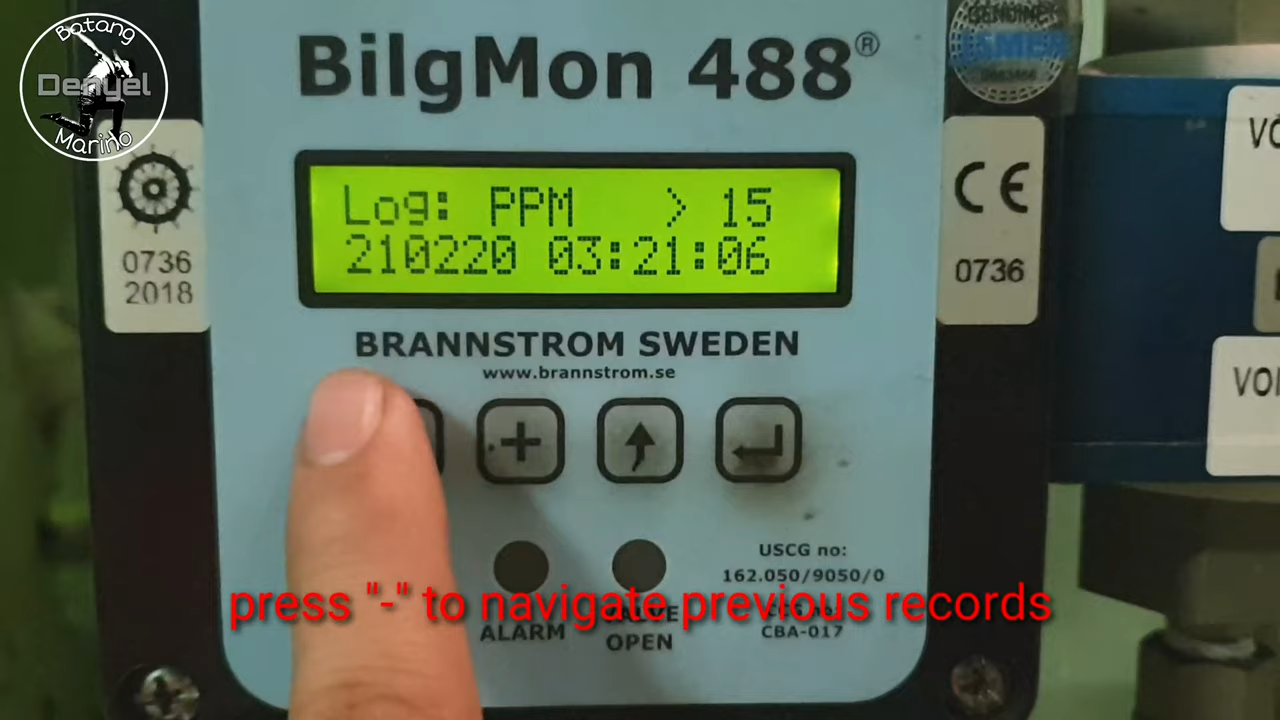 Batang
Denyel
Marino
BilgMon 488®
GENUINE
0736
2018
Log: PPM > 15
210220 03:21:06
CE
0736
BRANNSTROM SWEDEN
www.brannstrom.se
+
USCG no:
162.050/9050/0
press "-" to navigate previous records
ALARM
OPEN
CBA-017